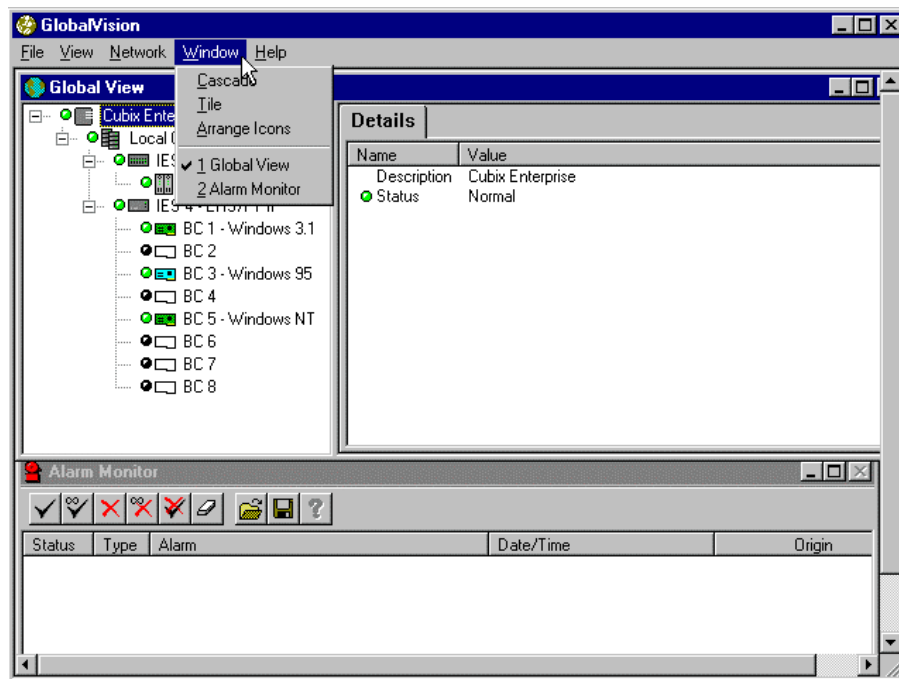 GlobalVision
File View Network Window Help
Cascade
Tile
Arrange Icons
1 Global View
2 Alarm Monitor
Global View
Cubix Ente
Local
IES
IES 4 -
BC 1 - Windows 3.1
BC 2
BC 3 - Windows 95
BC 4
BC 5 - Windows NT
BC 6
BC 7
BC 8
Details
Name Value
Description Cubix Enterprise
Status Normal
Alarm Monitor
Status Type Alarm Date/Time Origin